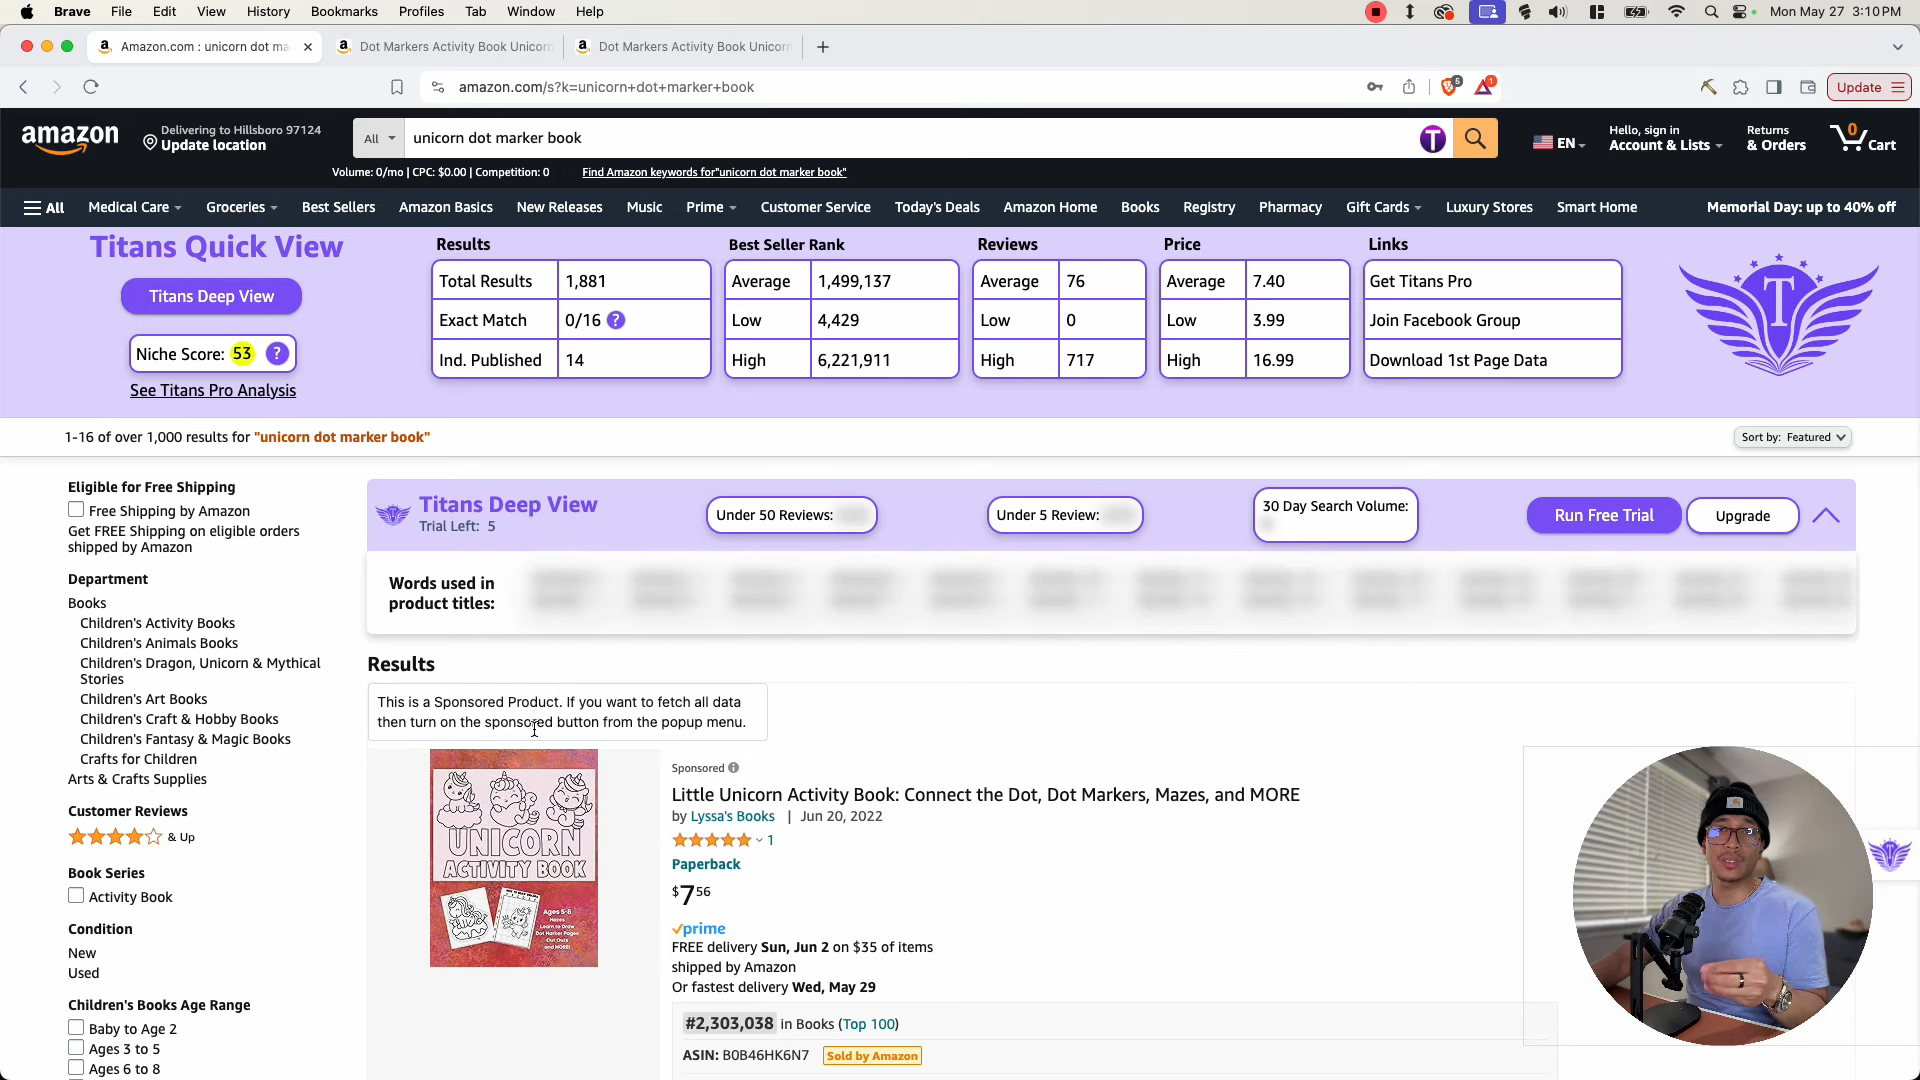 Brave File Edit View History Bookmarks Profiles Tab Window Help Mon May 27 3:10 PM
Amazon.com : unicorn dot ma Dot Markers Activity Book Unicorn Dot Markers Activity Book Unicorn
amazon.com/s?k=unicorn+dot+marker+book 5 1 Update
amazon
Delivering to Hillsboro 97124
Update location
All unicorn dot marker book T
EN
Hello, sign in
Account & Lists
Returns
& Orders
0
Cart
Volume: 0/mo | CPC: $0.00 | Competition: 0 Find Amazon keywords for"unicorn dot marker book"
All Medical Care Groceries Best Sellers Amazon Basics New Releases Music Prime Customer Service Today's Deals Amazon Home Books Registry Pharmacy Gift Cards Luxury Stores Smart Home Memorial Day: up to 40% off
Titans Quick View
Titans Deep View
Niche Score: 53 ?
See Titans Pro Analysis
Results
Total Results 1,881
Exact Match 0/16 ?
Ind. Published 14
Best Seller Rank
Average 1,499,137
Low 4,429
High 6,221,911
Reviews
Average 76
Low 0
High 717
Price
Average 7.40
Low 3.99
High 16.99
Links
Get Titans Pro
Join Facebook Group
Download 1st Page Data
T
1-16 of over 1,000 results for "unicorn dot marker book"
Sort by: Featured
Eligible for Free Shipping
Free Shipping by Amazon
Get FREE Shipping on eligible orders
shipped by Amazon
Department
Books
Children's Activity Books
Children's Animals Books
Children's Dragon, Unicorn & Mythical
Stories
Children's Art Books
Children's Craft & Hobby Books
Children's Fantasy & Magic Books
Crafts for Children
Arts & Crafts Supplies
Customer Reviews
& Up
Book Series
Activity Book
Condition
New
Used
Children's Books Age Range
Baby to Age 2
Ages 3 to 5
Ages 6 to 8
Titans Deep View
Trial Left: 5
Under 50 Reviews:
Under 5 Review:
30 Day Search Volume:
Run Free Trial
Upgrade
Words used in
product titles:
Results
This is a Sponsored Product. If you want to fetch all data
then turn on the sponsored button from the popup menu.
UNICORN
ACTIVITY BOOK
Ages 5-8
Mazes
Learn to Draw
Dot Marker Pages
Cut Outs
and MORE!
Sponsored
Little Unicorn Activity Book: Connect the Dot, Dot Markers, Mazes, and MORE
by Lyssa's Books | Jun 20, 2022
1
Paperback
$7 56
prime
FREE delivery Sun, Jun 2 on $35 of items
shipped by Amazon
Or fastest delivery Wed, May 29
#2,303,038 in Books (Top 100)
ASIN: B0B46HK6N7 Sold by Amazon